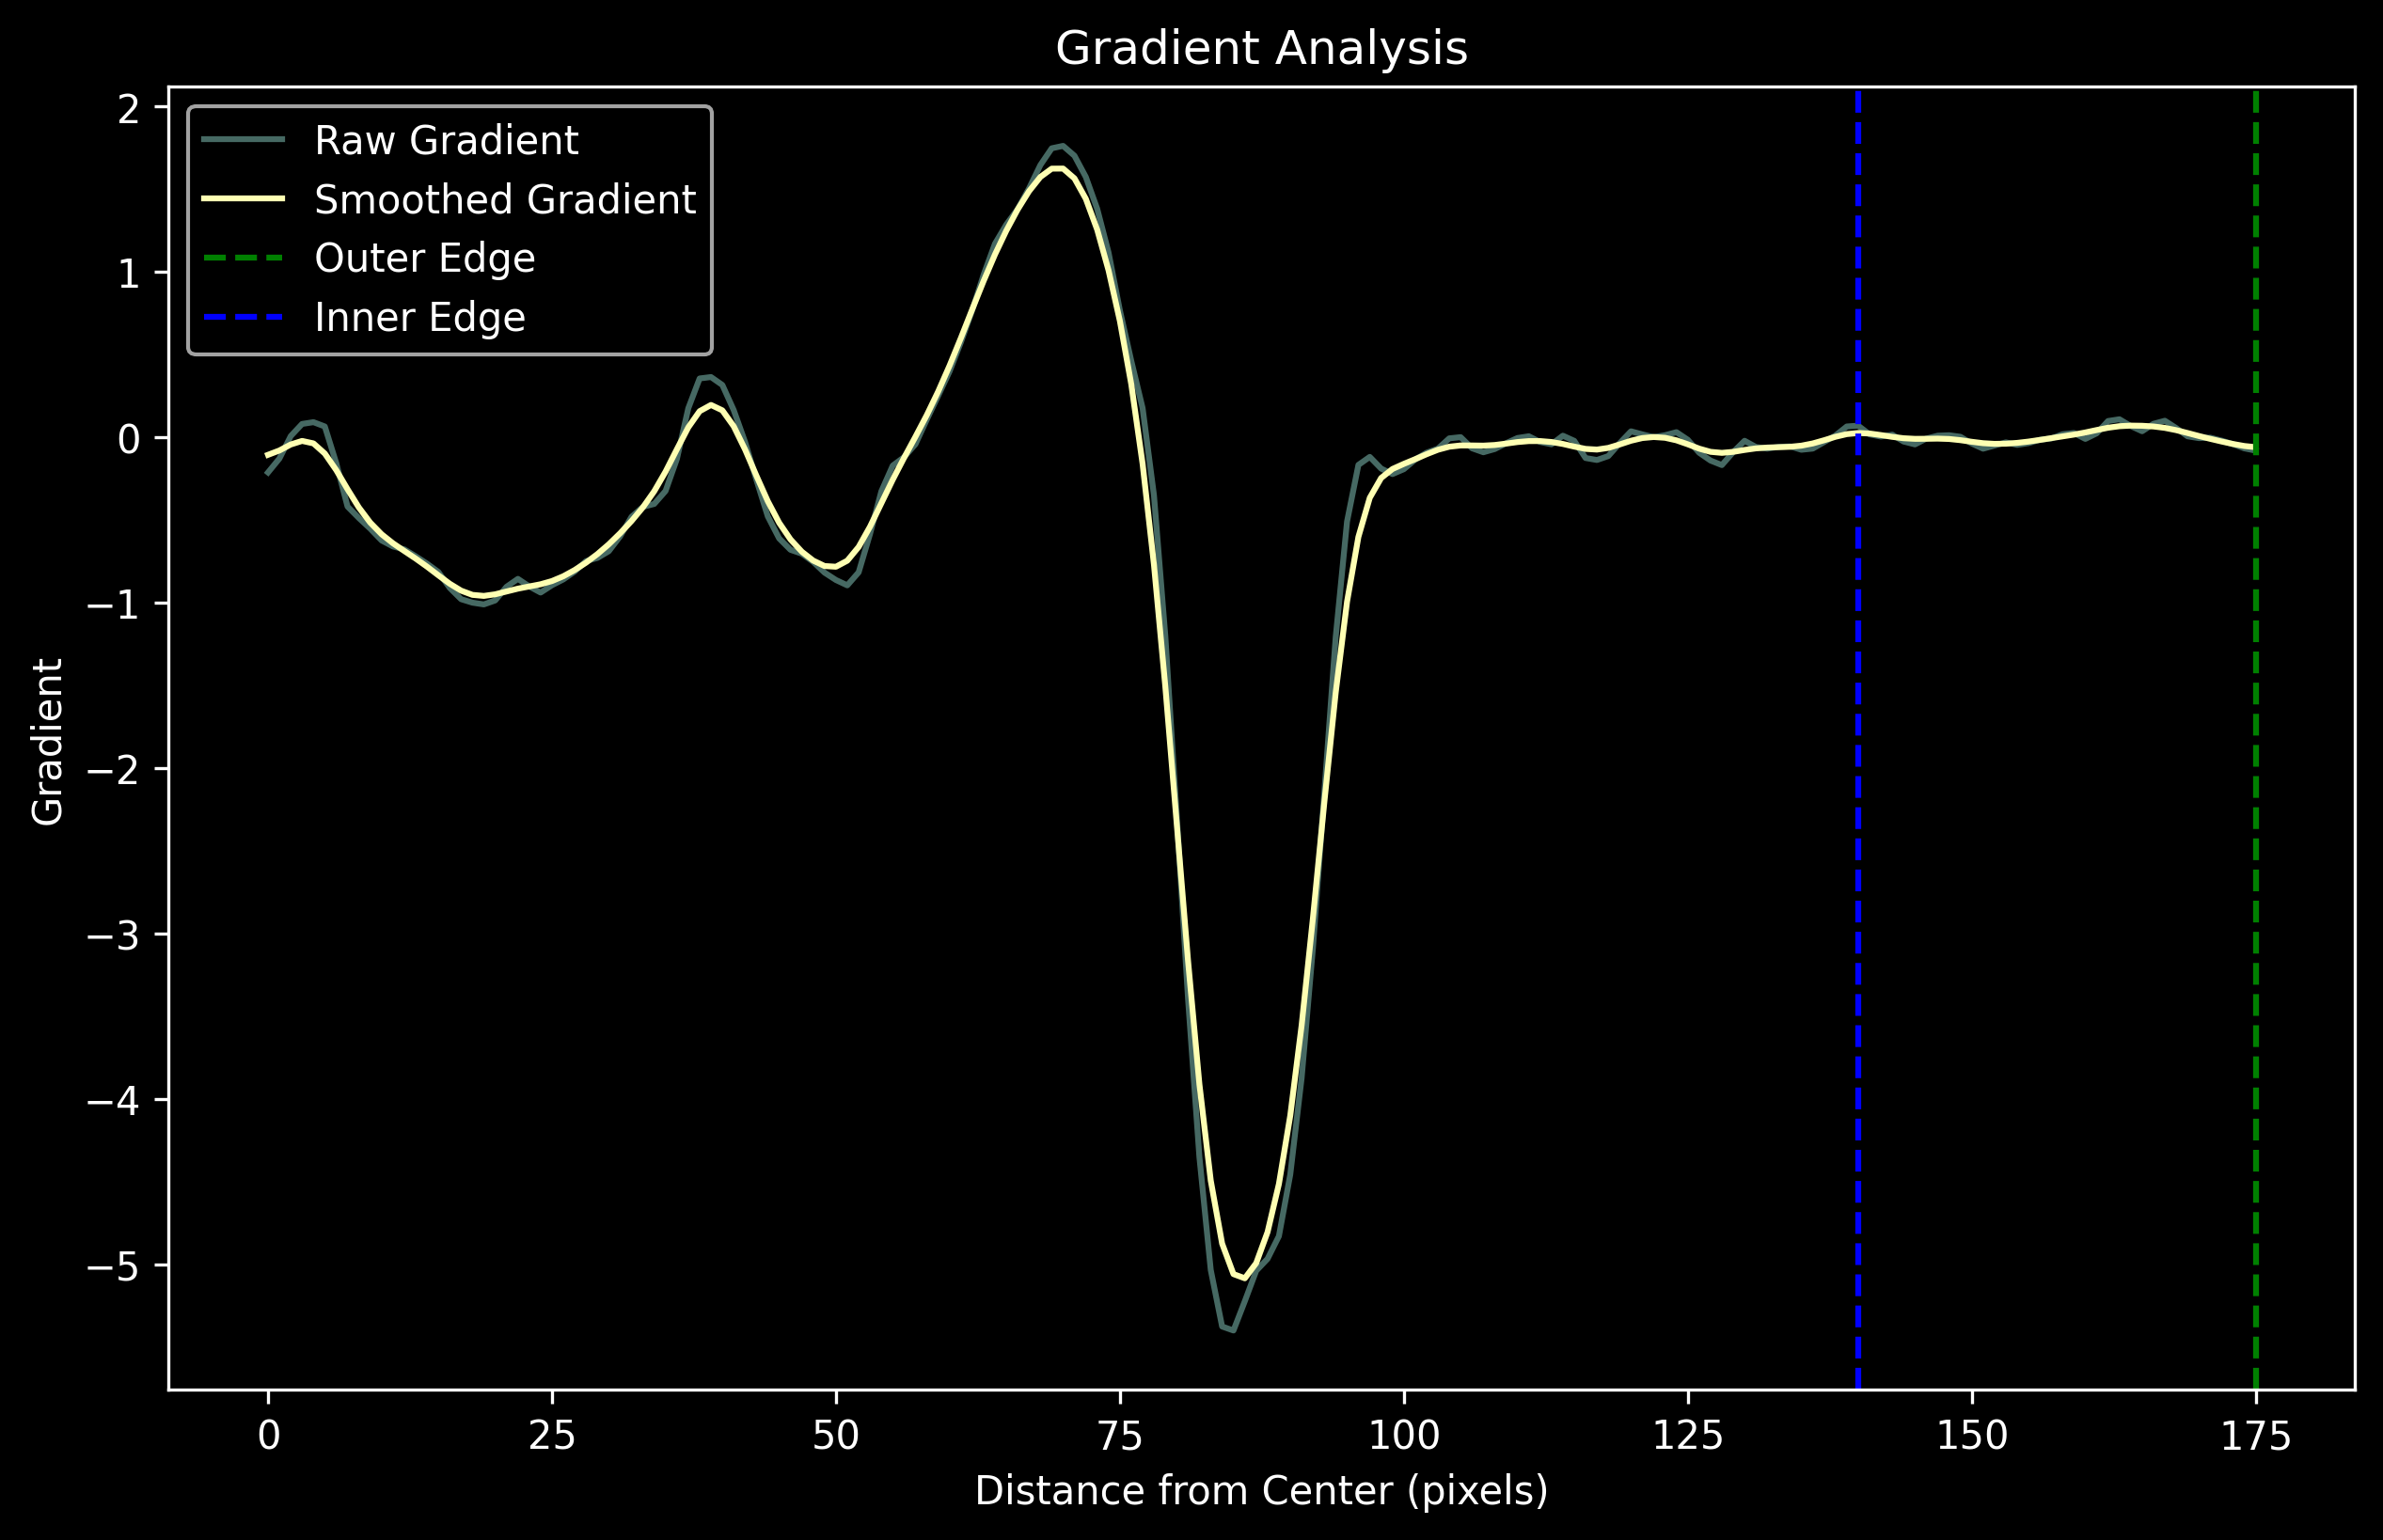 Gradient Analysis
Raw Gradient
Smoothed Gradient
Outer Edge
Inner Edge
2
1
0
−1
−2
−3
−4
−5
Gradient
0 25 50 75 100 125 150 175
Distance from Center (pixels)